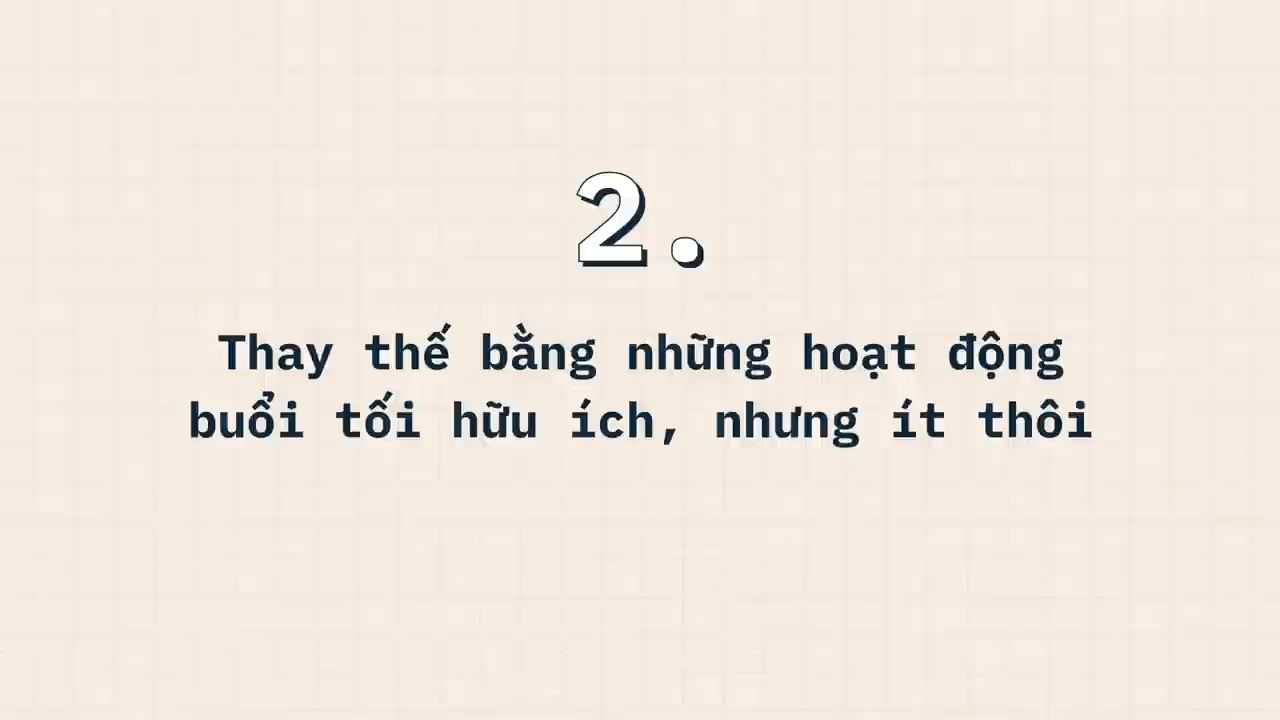 2.
Thay thế bằng những hoạt động
buổi tối hữu ích, nhưng ít thôi